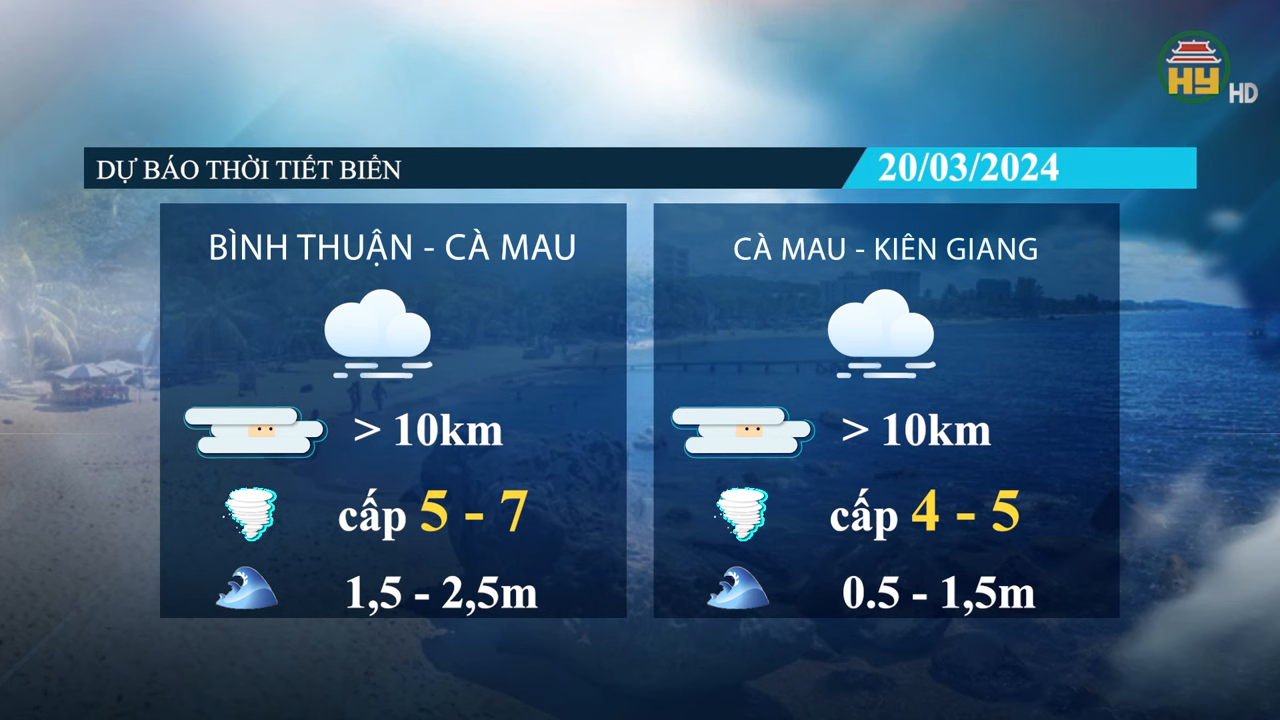 HY
HD
DỰ BÁO THỜI TIẾT BIỂN
20/03/2024
BÌNH THUẬN - CÀ MAU
> 10km
cấp 5 - 7
1,5 - 2,5m
CÀ MAU - KIÊN GIANG
> 10km
cấp 4 - 5
0.5 - 1,5m